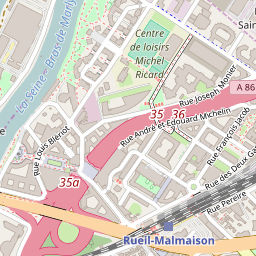 Centre
de loisirs
Michel
Ricard
La Seine - Bras de Marly
Rue Joseph Monier
A 86
35
36
Rue André et Édouard Michelin
Rue François Jacob
Rue Louis Blériot
Rue des Deux
35a
Rue Pereire
Rueil-Malmaison